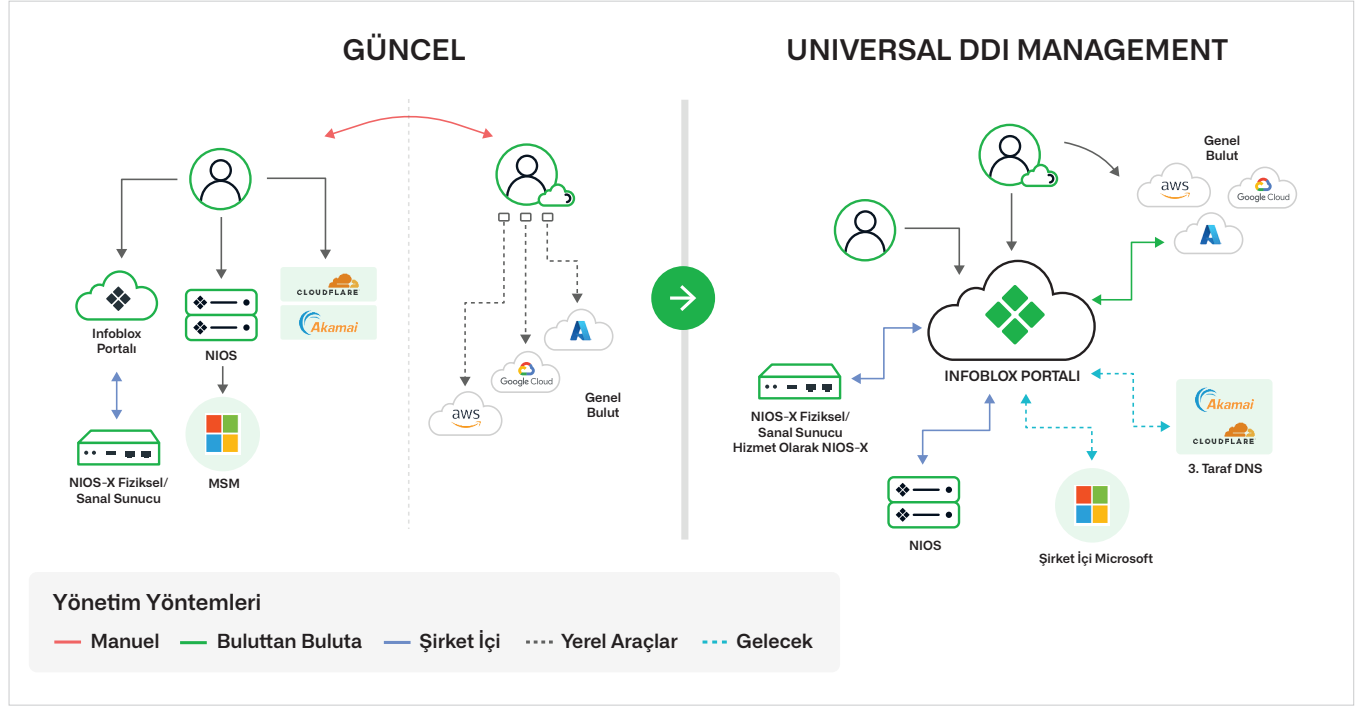 GÜNCEL
Infoblox
Portalı
NIOS
CLOUDFLARE
Akamai
NIOS-X Fiziksel/
Sanal Sunucu
MSM
aws
Google Cloud
Genel
Bulut
UNIVERSAL DDI MANAGEMENT
Genel
Bulut
aws
Google Cloud
INFOBLOX PORTALI
NIOS-X Fiziksel/
Sanal Sunucu
Hizmet Olarak NIOS-X
NIOS
Şirket İçi Microsoft
Akamai
CLOUDFLARE
3. Taraf DNS
Yönetim Yöntemleri
Manuel
Buluttan Buluta
Şirket İçi
Yerel Araçlar
Gelecek